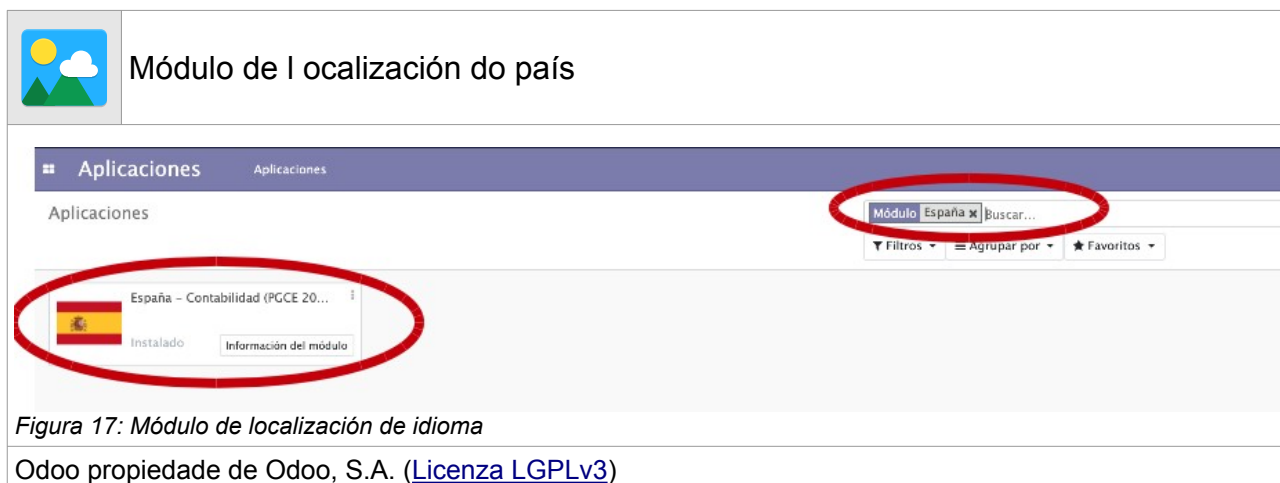 Módulo de l ocalización do país
Aplicaciones Aplicaciones
Aplicaciones
Módulo España x Buscar...
Filtros Agrupar por Favoritos
España - Contabilidad (PGCE 20...
Instalado Información del módulo
Figura 17: Módulo de localización de idioma
Odoo propiedade de Odoo, S.A. (Licenza LGPLv3)